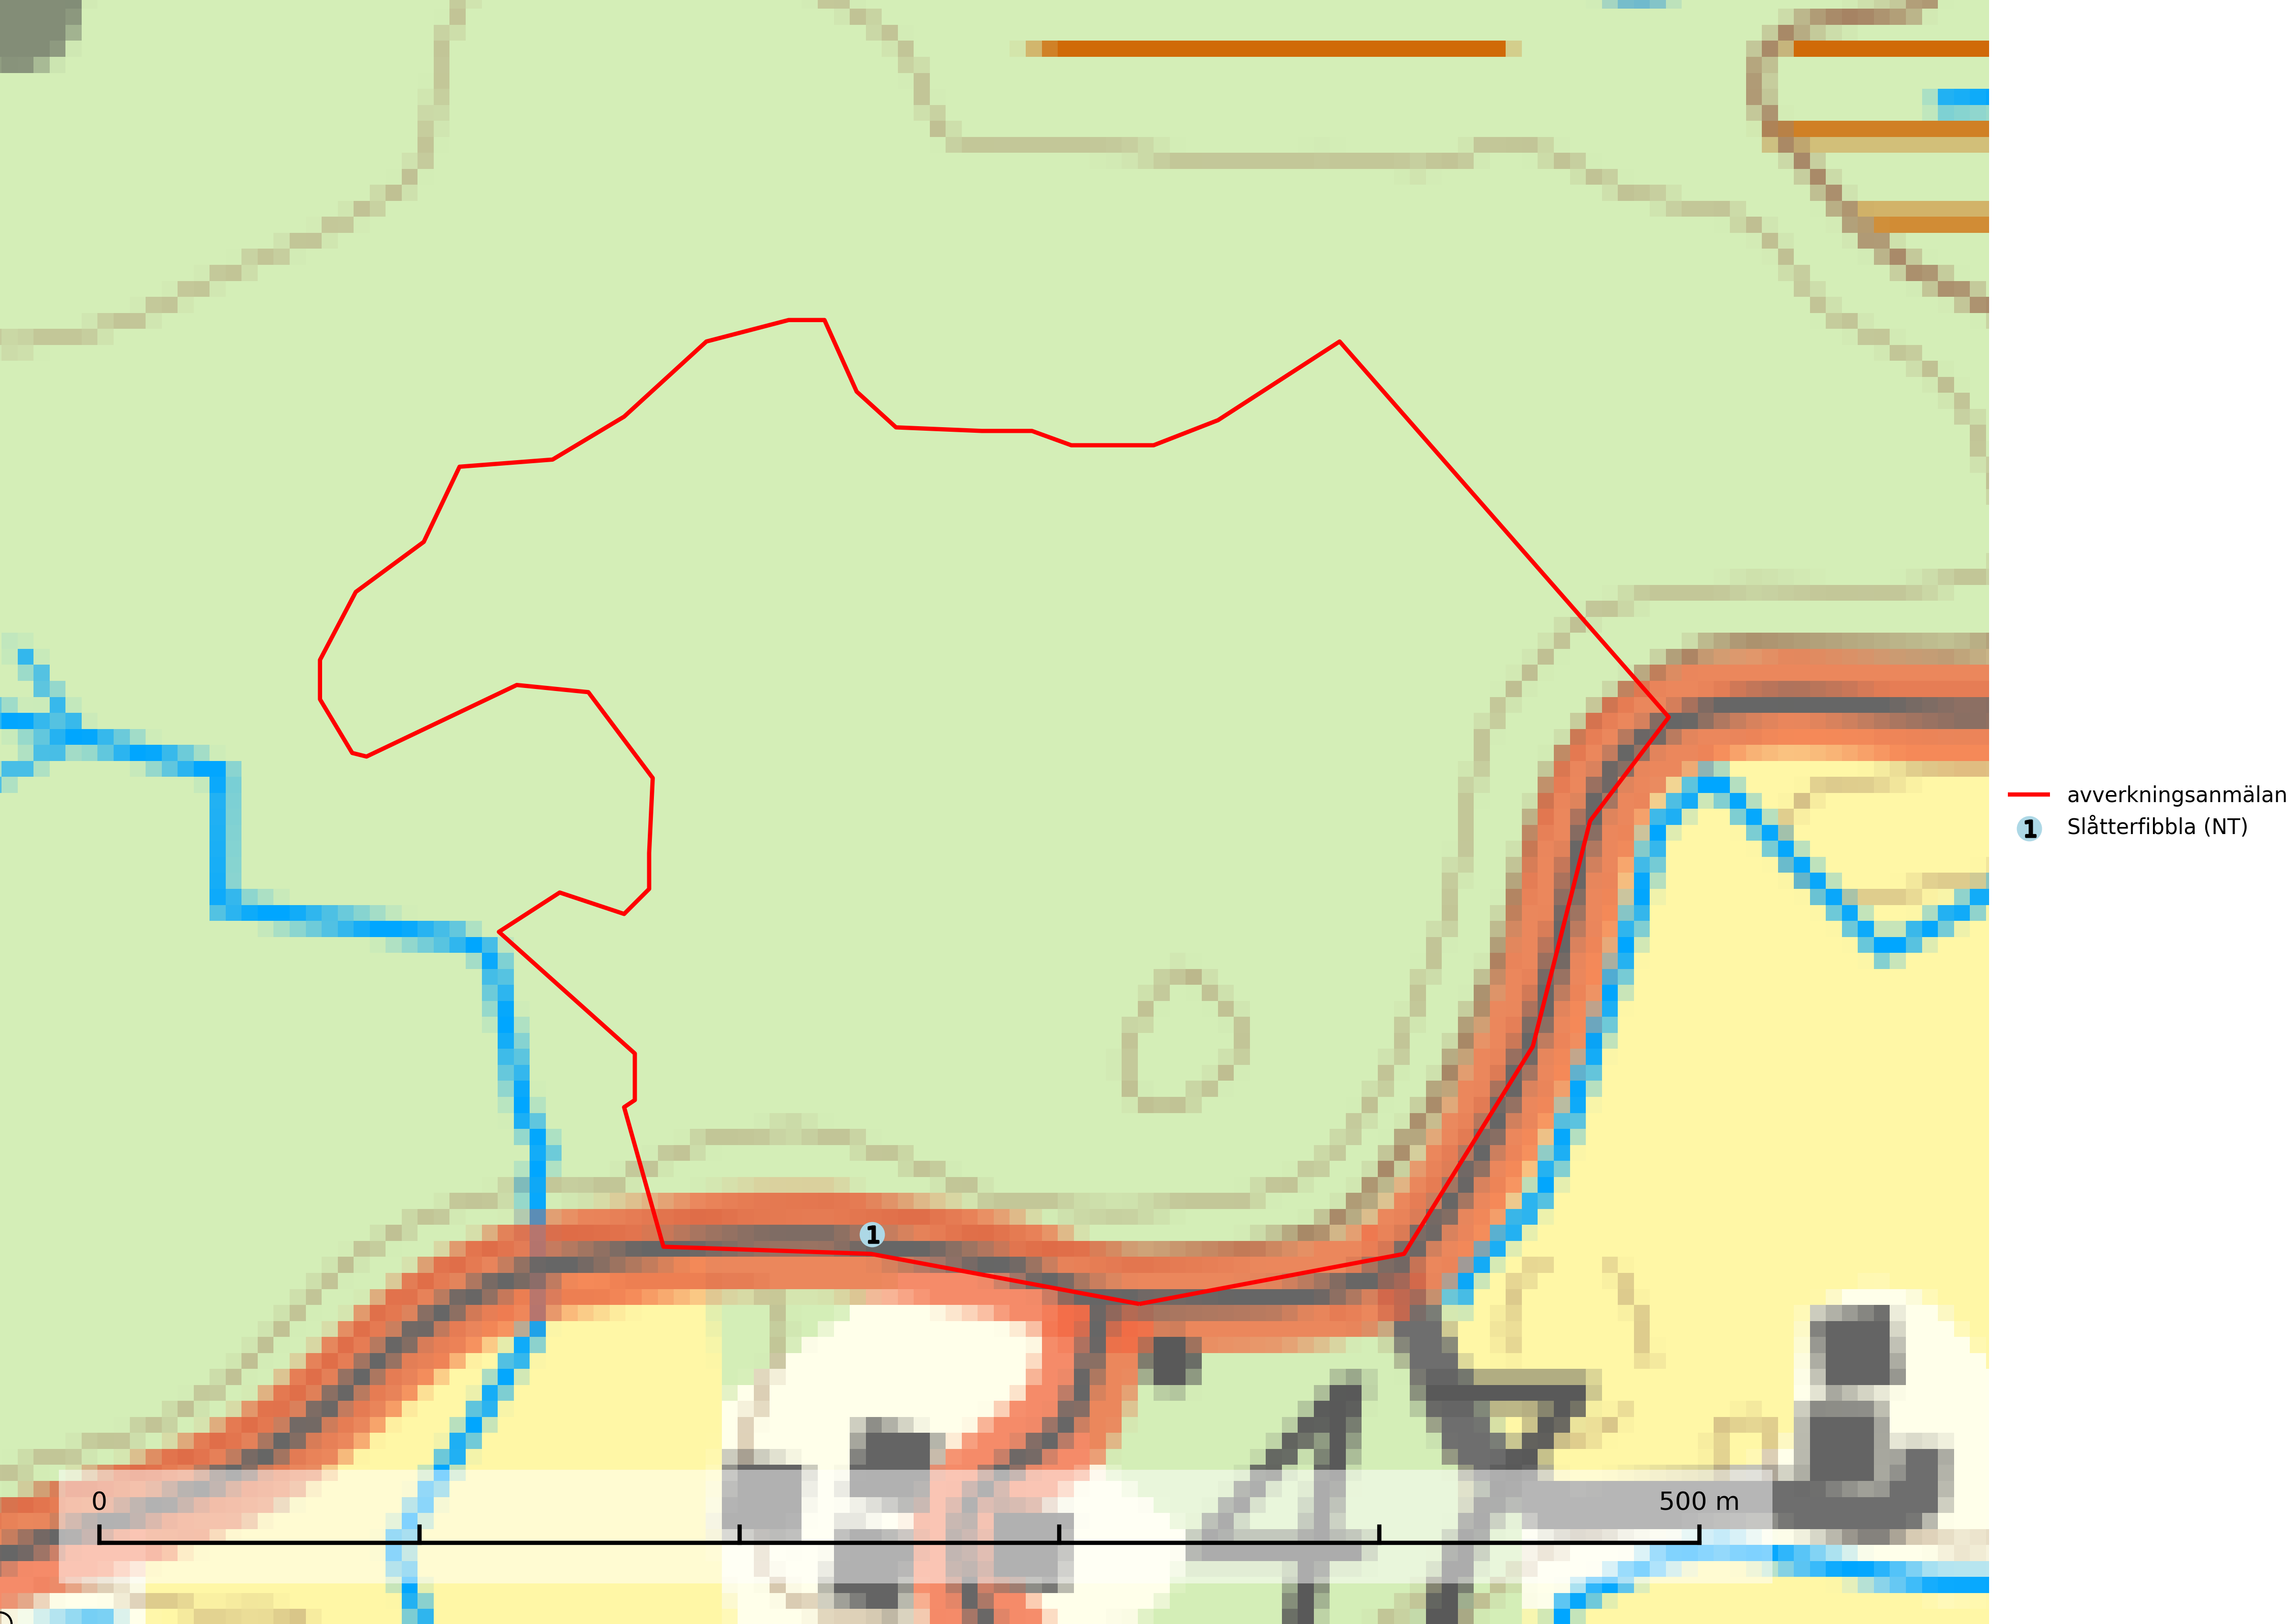 avverkningsanmälan
1 Slåtterfibbla (NT)
1
0 500 m